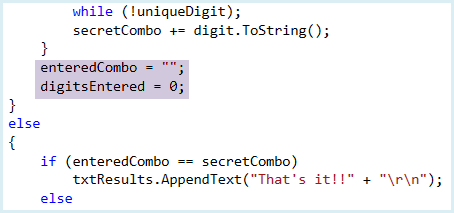 while (!uniqueDigit);
secretCombo += digit.ToString();
}
enteredCombo = "";
digitsEntered = 0;
}
else
{
if (enteredCombo == secretCombo)
txtResults.AppendText("That's it!!" + "\r\n");
else